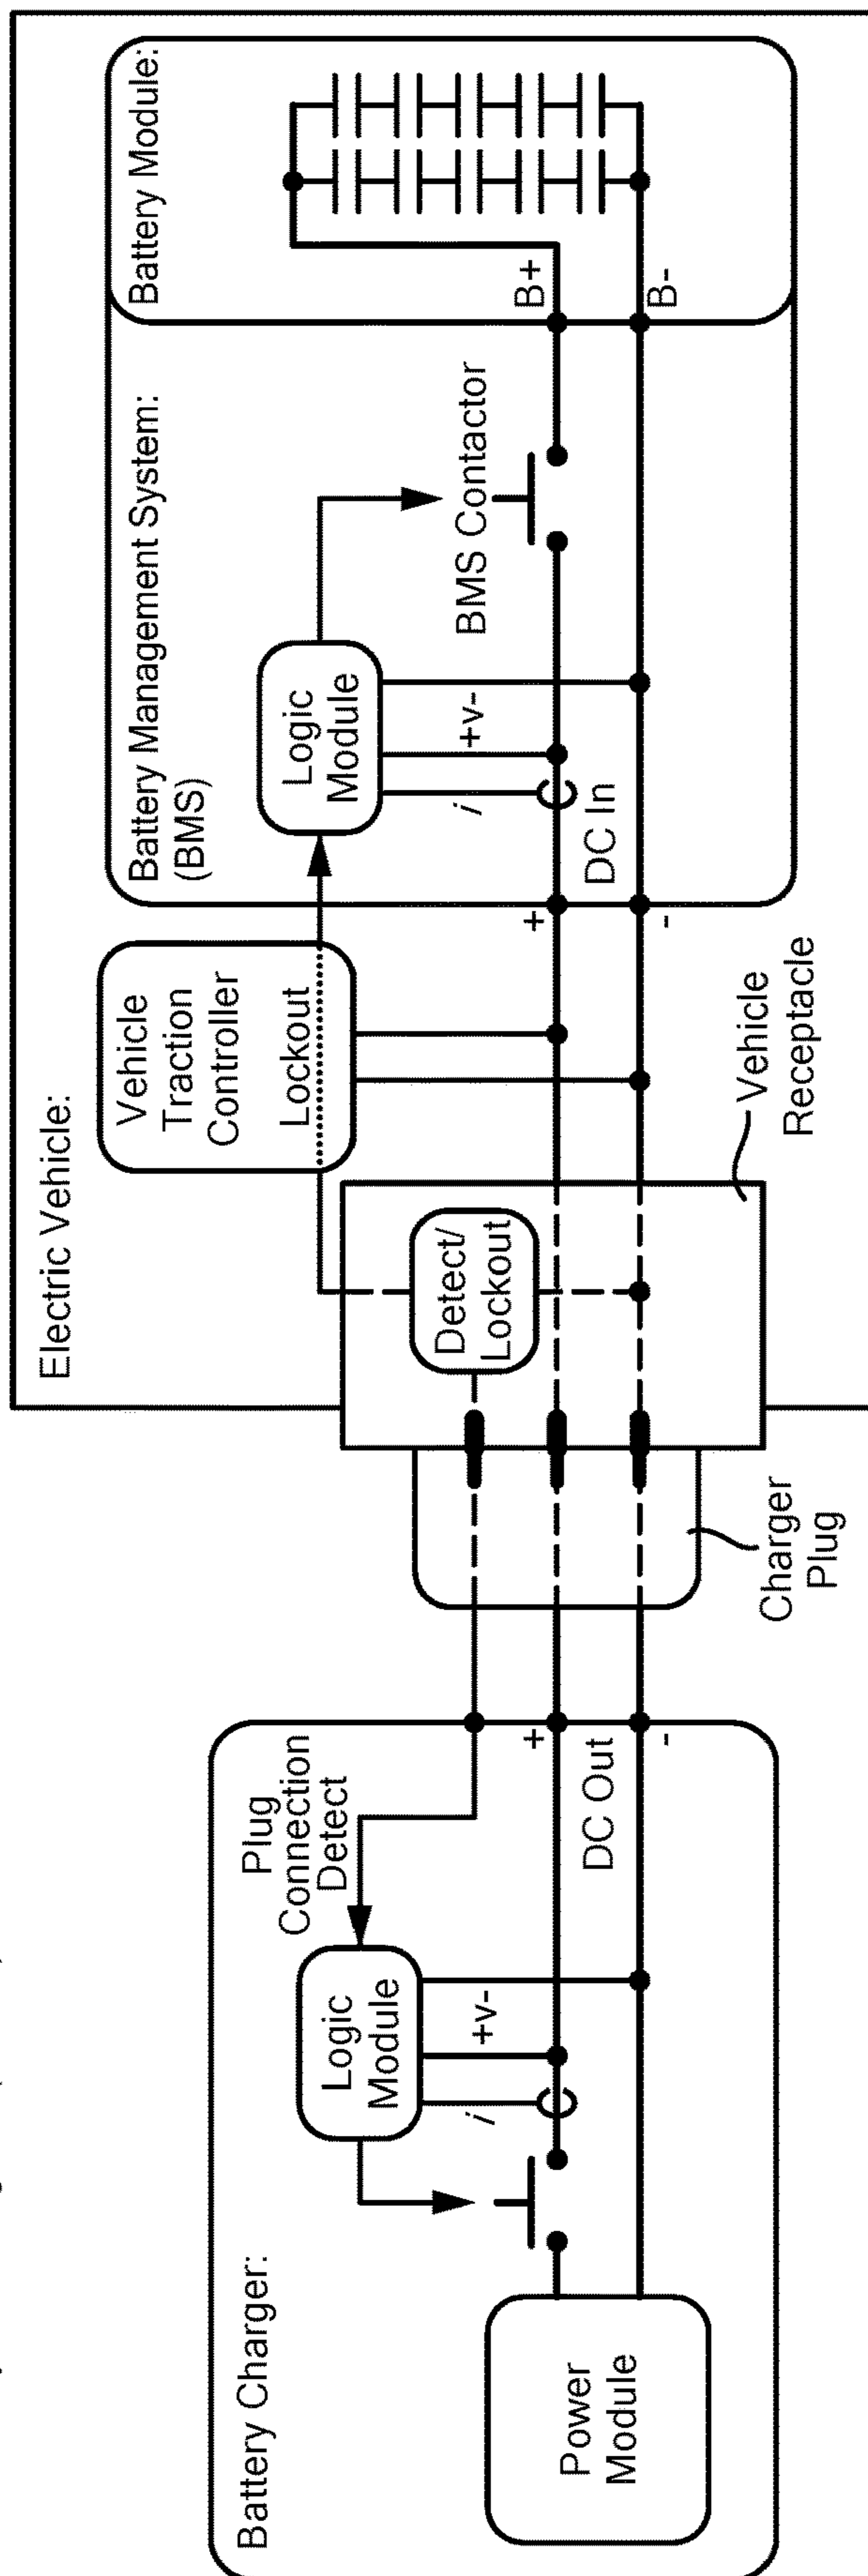 Electric Vehicle:
Battery Module:
B+
B-
Battery Management System:
(BMS)
Logic
Module
BMS Contactor
+v-
i
DC In
+
-
Vehicle
Traction
Controller
Lockout
Detect/
Lockout
Vehicle
Receptacle
Charger
Plug
Battery Charger:
Plug
Connection
Detect
Logic
Module
+v-
i
+
DC Out
-
Power
Module